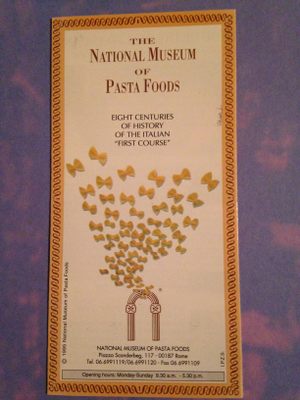 THE
NATIONAL MUSEUM
OF
PASTA FOODS
EIGHT CENTURIES
OF HISTORY
OF THE ITALIAN
"FIRST COURSE"
®
NATIONAL MUSEUM OF PASTA FOODS
Piazza Scanderbeg, 117 - 00187 Rome
Tel. 06.6991119/06.6991120 - Fax 06.6991109
Opening hours: Monday-Sunday 9.30 a.m. - 5.30 p.m.
© 1995 National Museum of Pasta Foods
I.P.Z.S.